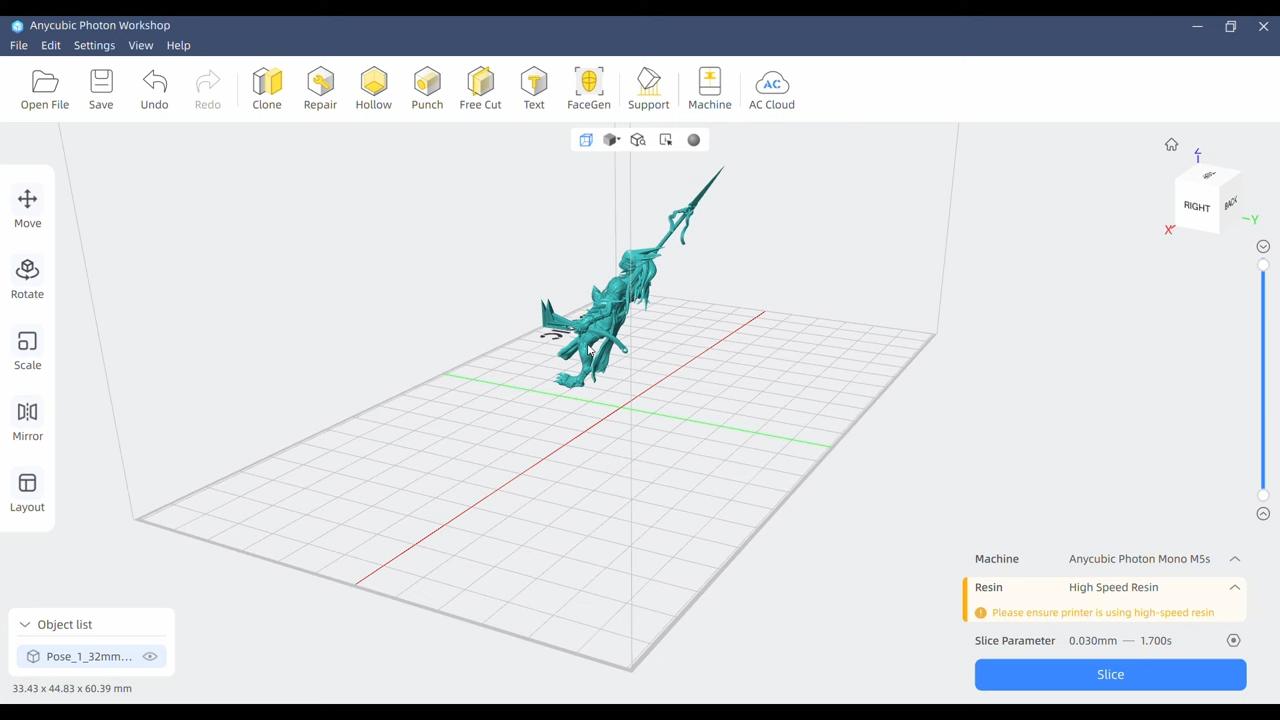 Anycubic Photon Workshop
File Edit Settings View Help
Open File Save Undo Redo Clone Repair Hollow Punch Free Cut Text FaceGen Support Machine AC Cloud
AC
Z
RIGHT
BACK
X
Y
Move
Rotate
Scale
Mirror
Layout
Machine Anycubic Photon Mono M5s
Resin High Speed Resin
Please ensure printer is using high-speed resin
Slice Parameter 0.030mm — 1.700s
Slice
Object list
Pose_1_32mm...
33.43 x 44.83 x 60.39 mm